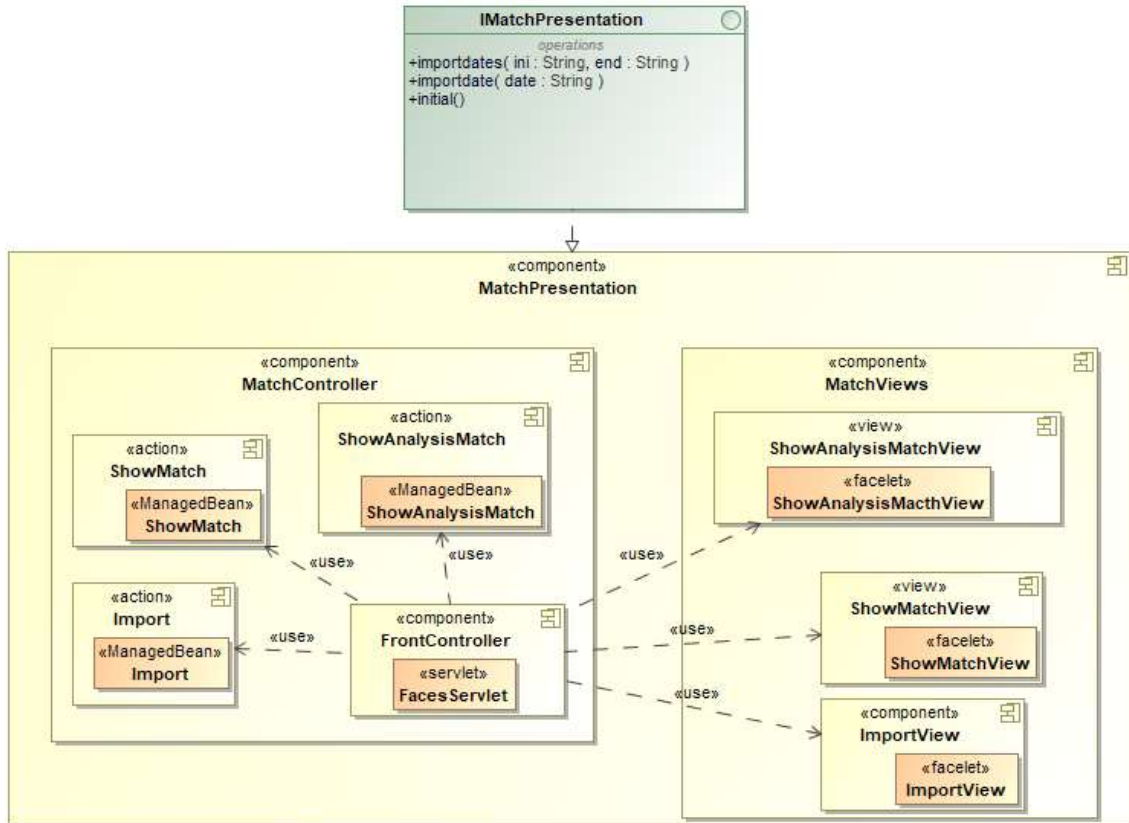 IMatchPresentation
operations
+importdates( ini : String, end : String )
+importdate( date : String )
+initial()
«component»
MatchPresentation
«component»
MatchController
«action»
ShowMatch
«ManagedBean»
ShowMatch
«action»
ShowAnalysisMatch
«ManagedBean»
ShowAnalysisMatch
«use»
«use»
«action»
Import
«ManagedBean»
Import
«use»
«component»
FrontController
«servlet»
FacesServlet
«use»
«use»
«use»
«component»
MatchViews
«view»
ShowAnalysisMatchView
«facelet»
ShowAnalysisMacthView
«view»
ShowMatchView
«facelet»
ShowMatchView
«component»
ImportView
«facelet»
ImportView